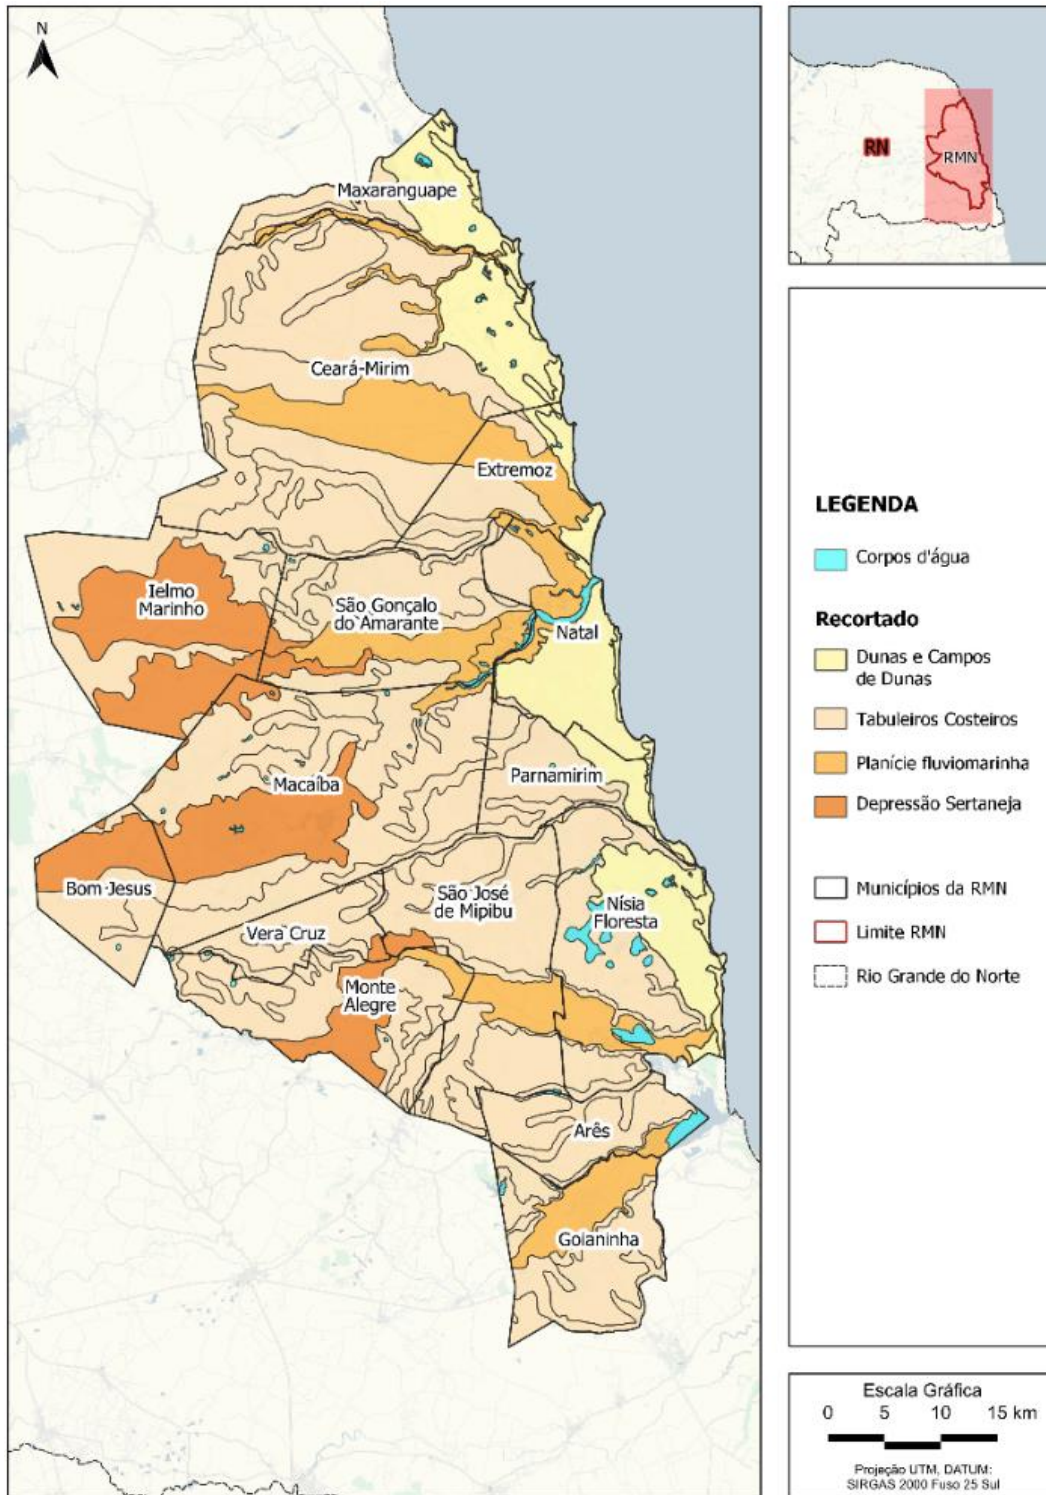 N
Maxaranguape
Ceará-Mirim
Extremoz
Ielmo
Marinho
São Gonçalo
do Amarante
Natal
Macaíba
Parnamirim
Bom Jesus
Vera Cruz
São José
de Mipibu
Nísia
Floresta
Monte
Alegre
Arês
Goianinha
RN
RMN
LEGENDA
Corpos d'água
Recortado
Dunas e Campos
de Dunas
Tabuleiros Costeiros
Planície fluviomarinha
Depressão Sertaneja
Municípios da RMN
Limite RMN
Rio Grande do Norte
Escala Gráfica
0 5 10 15 km
Projeção UTM, DATUM:
SIRGAS 2000 Fuso 25 Sul